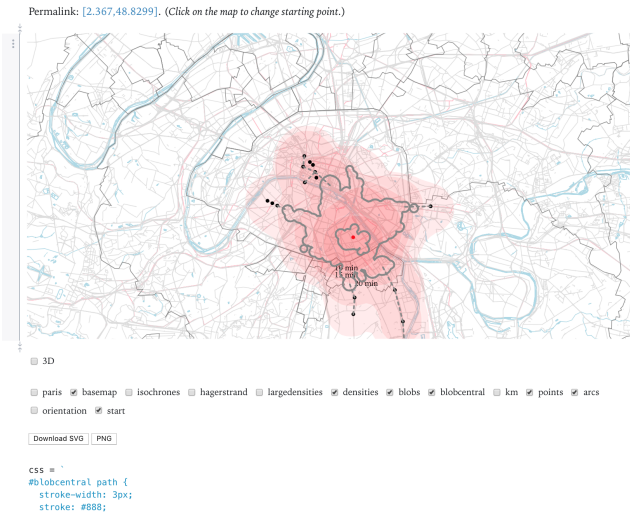 Permalink: [2.367,48.8299]. (Click on the map to change starting point.)
10 min
15 min
20 min
3D
paris basemap isochrones hagerstrand largedensities densities blobs blobcentral km points arcs
orientation start
Download SVG PNG
css = `
#blobcentral path {
stroke-width: 3px;
stroke: #888;